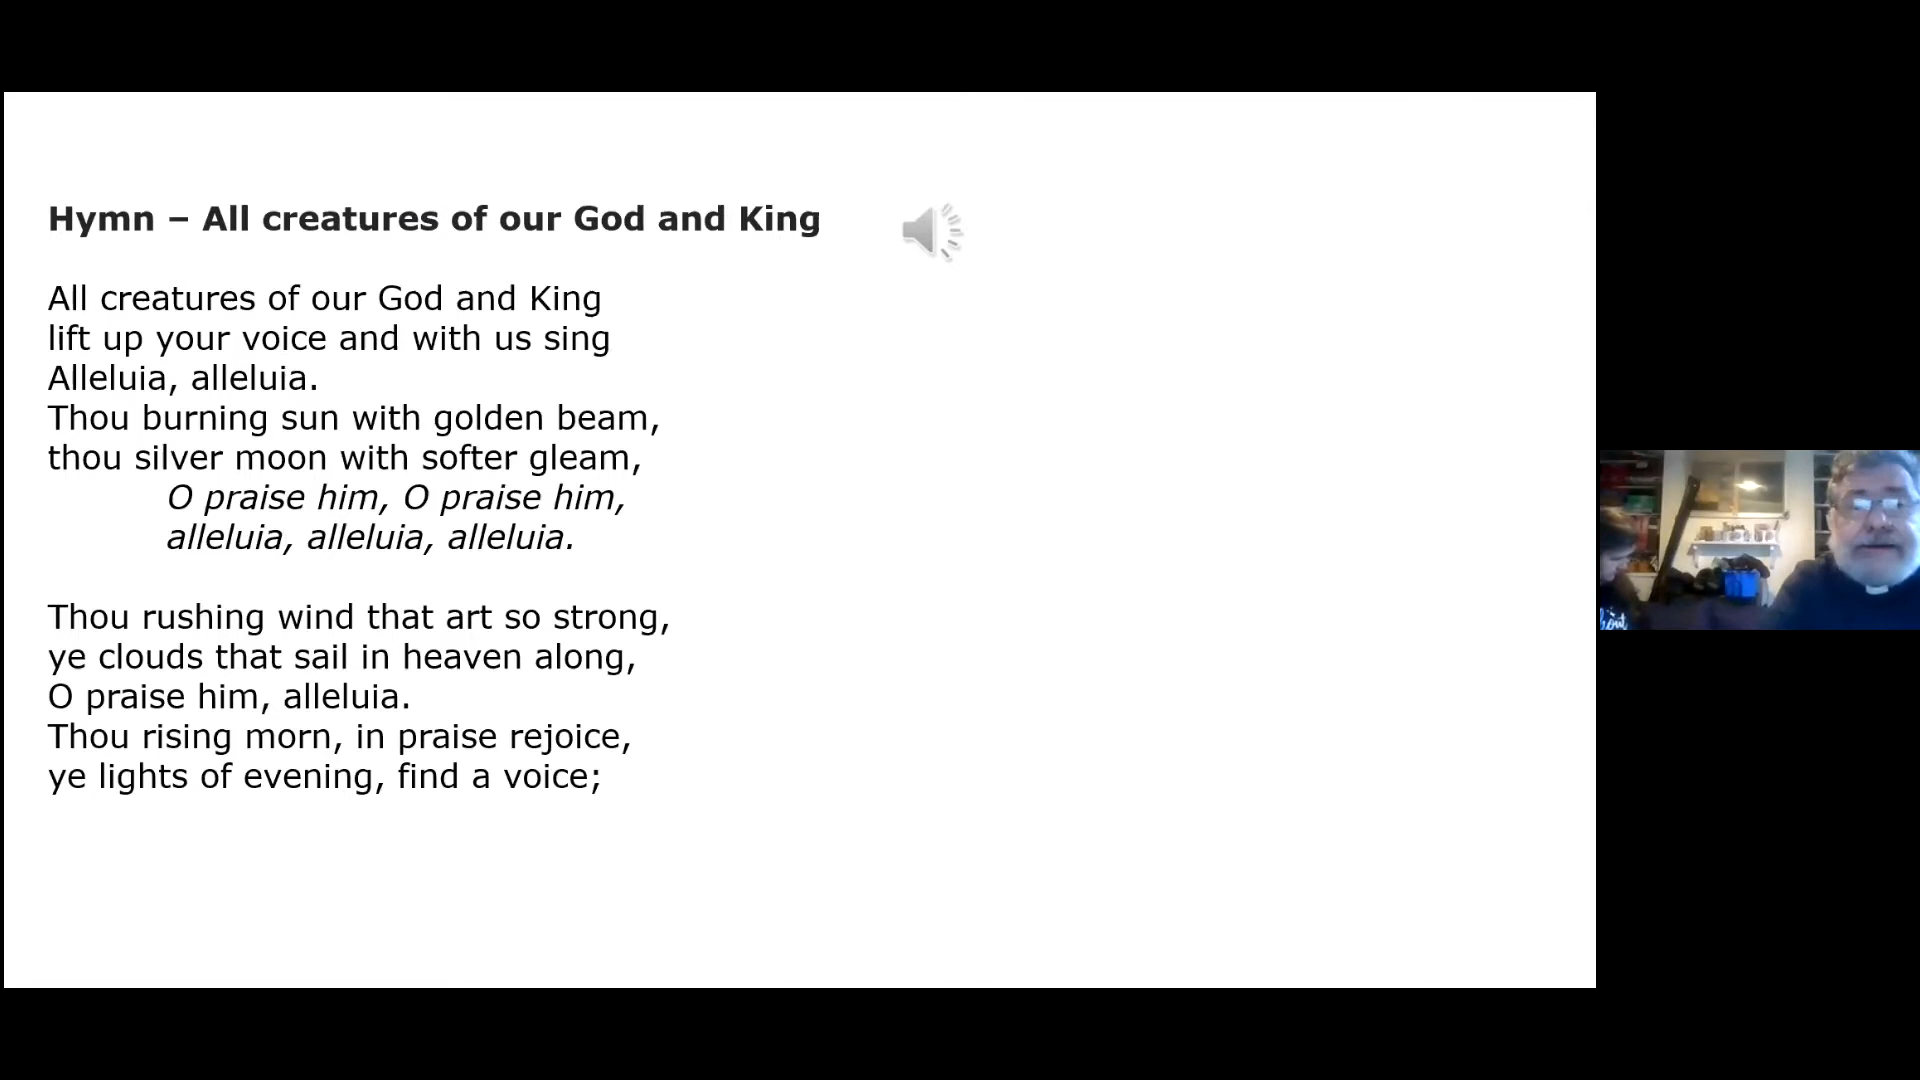 Hymn – All creatures of our God and King
All creatures of our God and King
lift up your voice and with us sing
Alleluia, alleluia.
Thou burning sun with golden beam,
thou silver moon with softer gleam,
O praise him, O praise him,
alleluia, alleluia, alleluia.
Thou rushing wind that art so strong,
ye clouds that sail in heaven along,
O praise him, alleluia.
Thou rising morn, in praise rejoice,
ye lights of evening, find a voice;